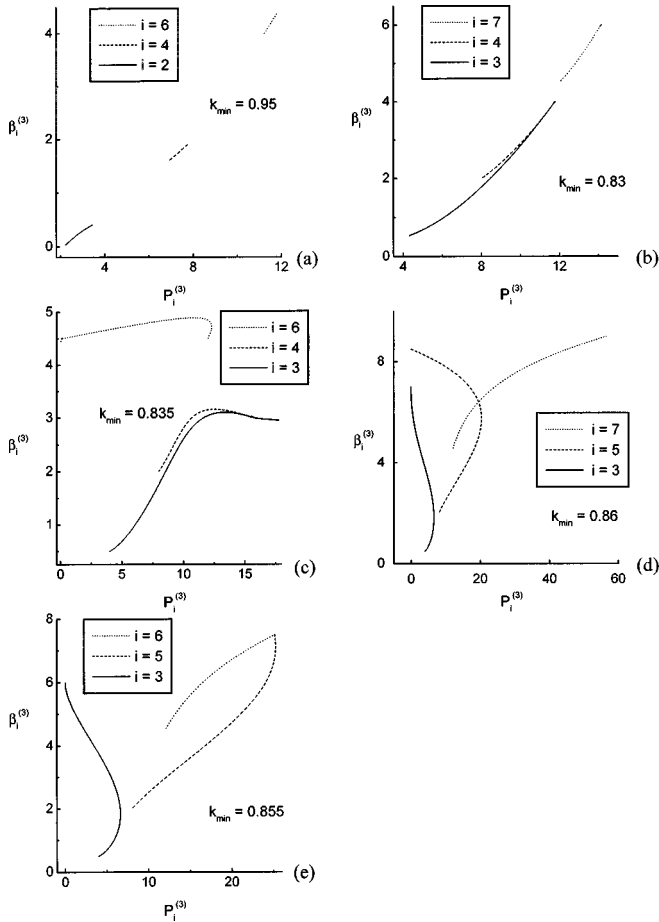 i = 6
i = 4
i = 2
k_min = 0.95
β_i^(3)
4
2
0
4
8
12
P_i^(3)
(a)
i = 7
i = 4
i = 3
k_min = 0.83
β_i^(3)
6
4
2
0
4
8
12
P_i^(3)
(b)
i = 6
i = 4
i = 3
k_min = 0.835
β_i^(3)
5
4
3
2
1
0
5
10
15
P_i^(3)
(c)
i = 7
i = 5
i = 3
k_min = 0.86
β_i^(3)
8
4
0
0
20
40
60
P_i^(3)
(d)
i = 6
i = 5
i = 3
k_min = 0.855
β_i^(3)
8
6
4
2
0
0
10
20
P_i^(3)
(e)